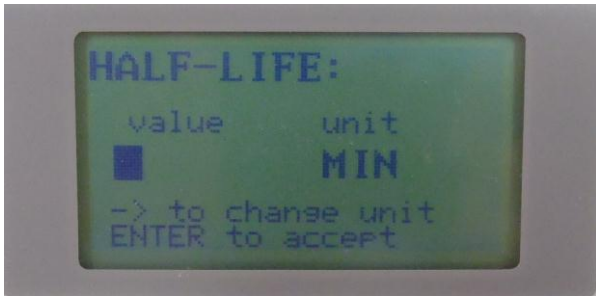 HALF-LIFE:
value unit
MIN
-> to change unit
ENTER to accept